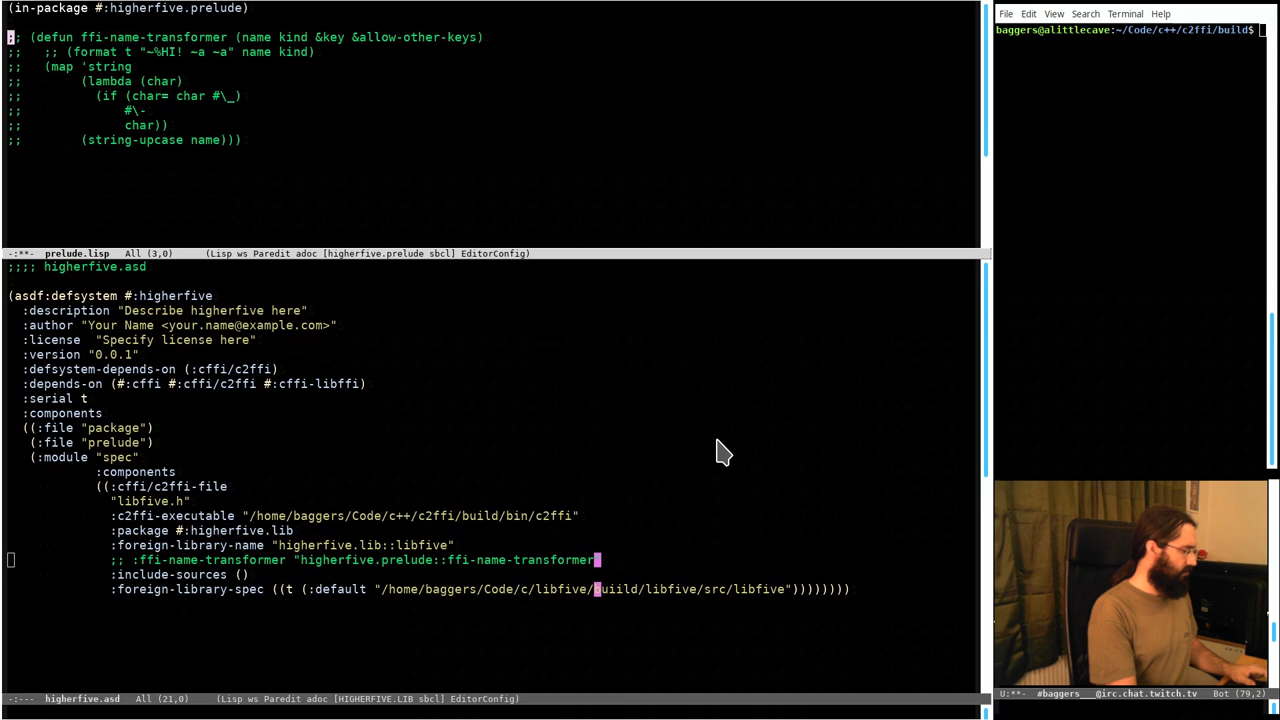 (in-package #:higherfive.prelude)
;; (defun ffi-name-transformer (name kind &key &allow-other-keys)
;;   ;; (format t "~%HI! ~a ~a" name kind)
;;   (map 'string
;;        (lambda (char)
;;          (if (char= char #\_)
;;              #\-
;;              char))
;;        (string-upcase name)))
-:**-  prelude.lisp   All (3,0)      (Lisp ws Paredit adoc [higherfive.prelude sbcl] EditorConfig)
;;;; higherfive.asd
(asdf:defsystem #:higherfive
  :description "Describe higherfive here"
  :author "Your Name <your.name@example.com>"
  :license  "Specify license here"
  :version "0.0.1"
  :defsystem-depends-on (:cffi/c2ffi)
  :depends-on (#:cffi #:cffi/c2ffi #:cffi-libffi)
  :serial t
  :components
  ((:file "package")
   (:file "prelude")
   (:module "spec"
            :components
            ((:cffi/c2ffi-file
              "libfive.h"
              :c2ffi-executable "/home/baggers/Code/c++/c2ffi/build/bin/c2ffi"
              :package #:higherfive.lib
              :foreign-library-name "higherfive.lib::libfive"
              ;; :ffi-name-transformer "higherfive.prelude::ffi-name-transformer"
              :include-sources ()
              :foreign-library-spec ((t (:default "/home/baggers/Code/c/libfive/buiild/libfive/src/libfive"))))))))
-:---  higherfive.asd   All (21,0)     (Lisp ws Paredit adoc [HIGHERFIVE.LIB sbcl] EditorConfig)
File Edit View Search Terminal Help
baggers@alittlecave:~/Code/c++/c2ffi/build$
U:**-  #baggers___@irc.chat.twitch.tv   Bot (79,2)